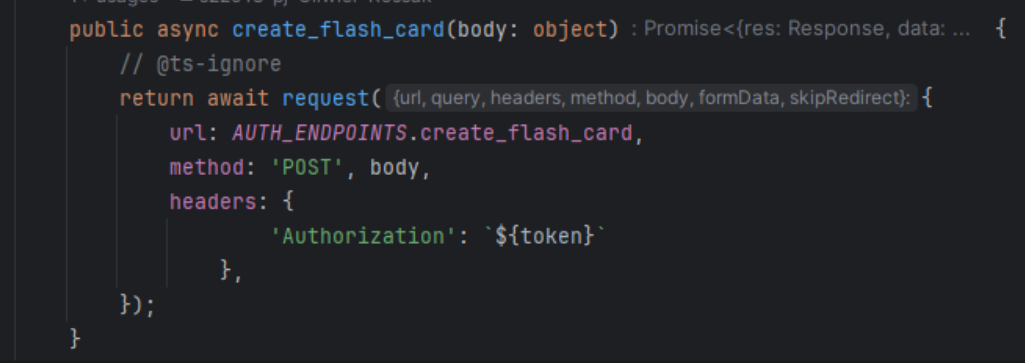 public async create_flash_card(body: object) : Promise<{res: Response, data: ... {
// @ts-ignore
return await request( {url, query, headers, method, body, formData, skipRedirect}: {
url: AUTH_ENDPOINTS.create_flash_card,
method: 'POST', body,
headers: {
'Authorization': `${token}`
},
});
}